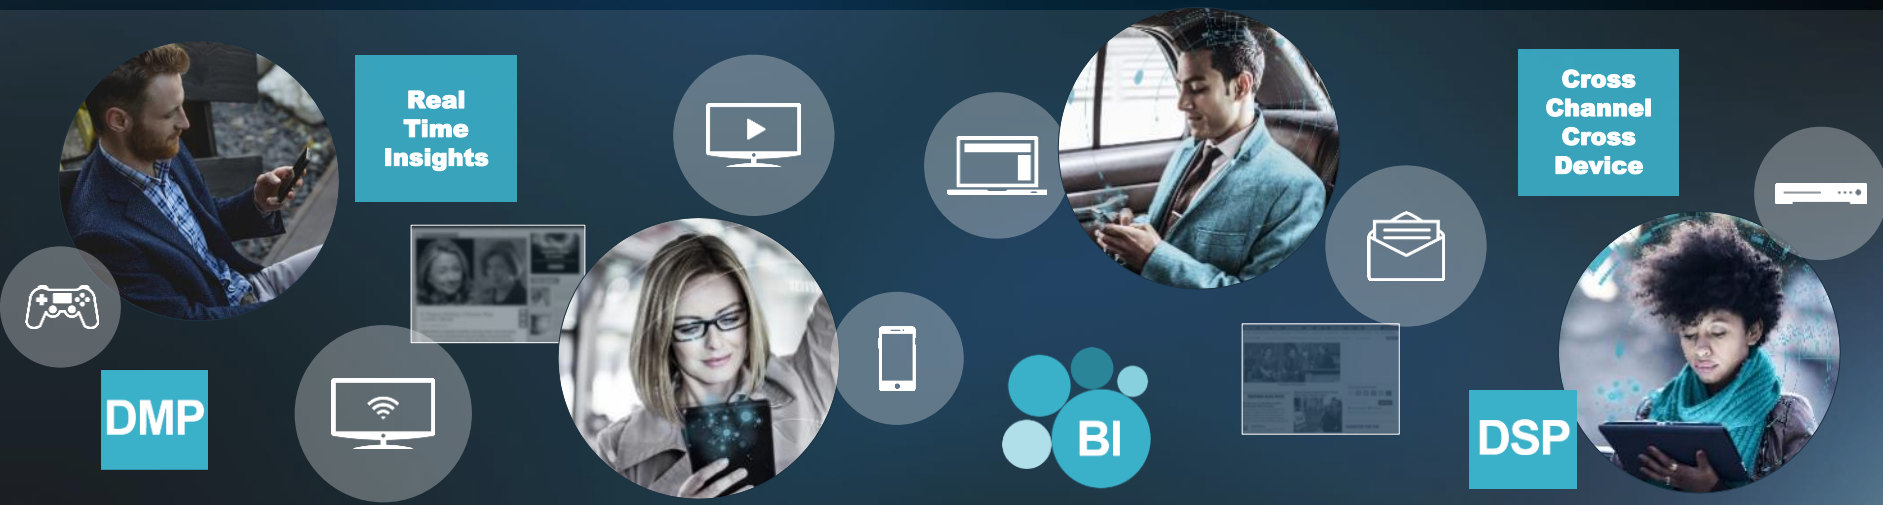 Real
Time
Insights
Cross
Channel
Cross
Device
DMP
BI
DSP